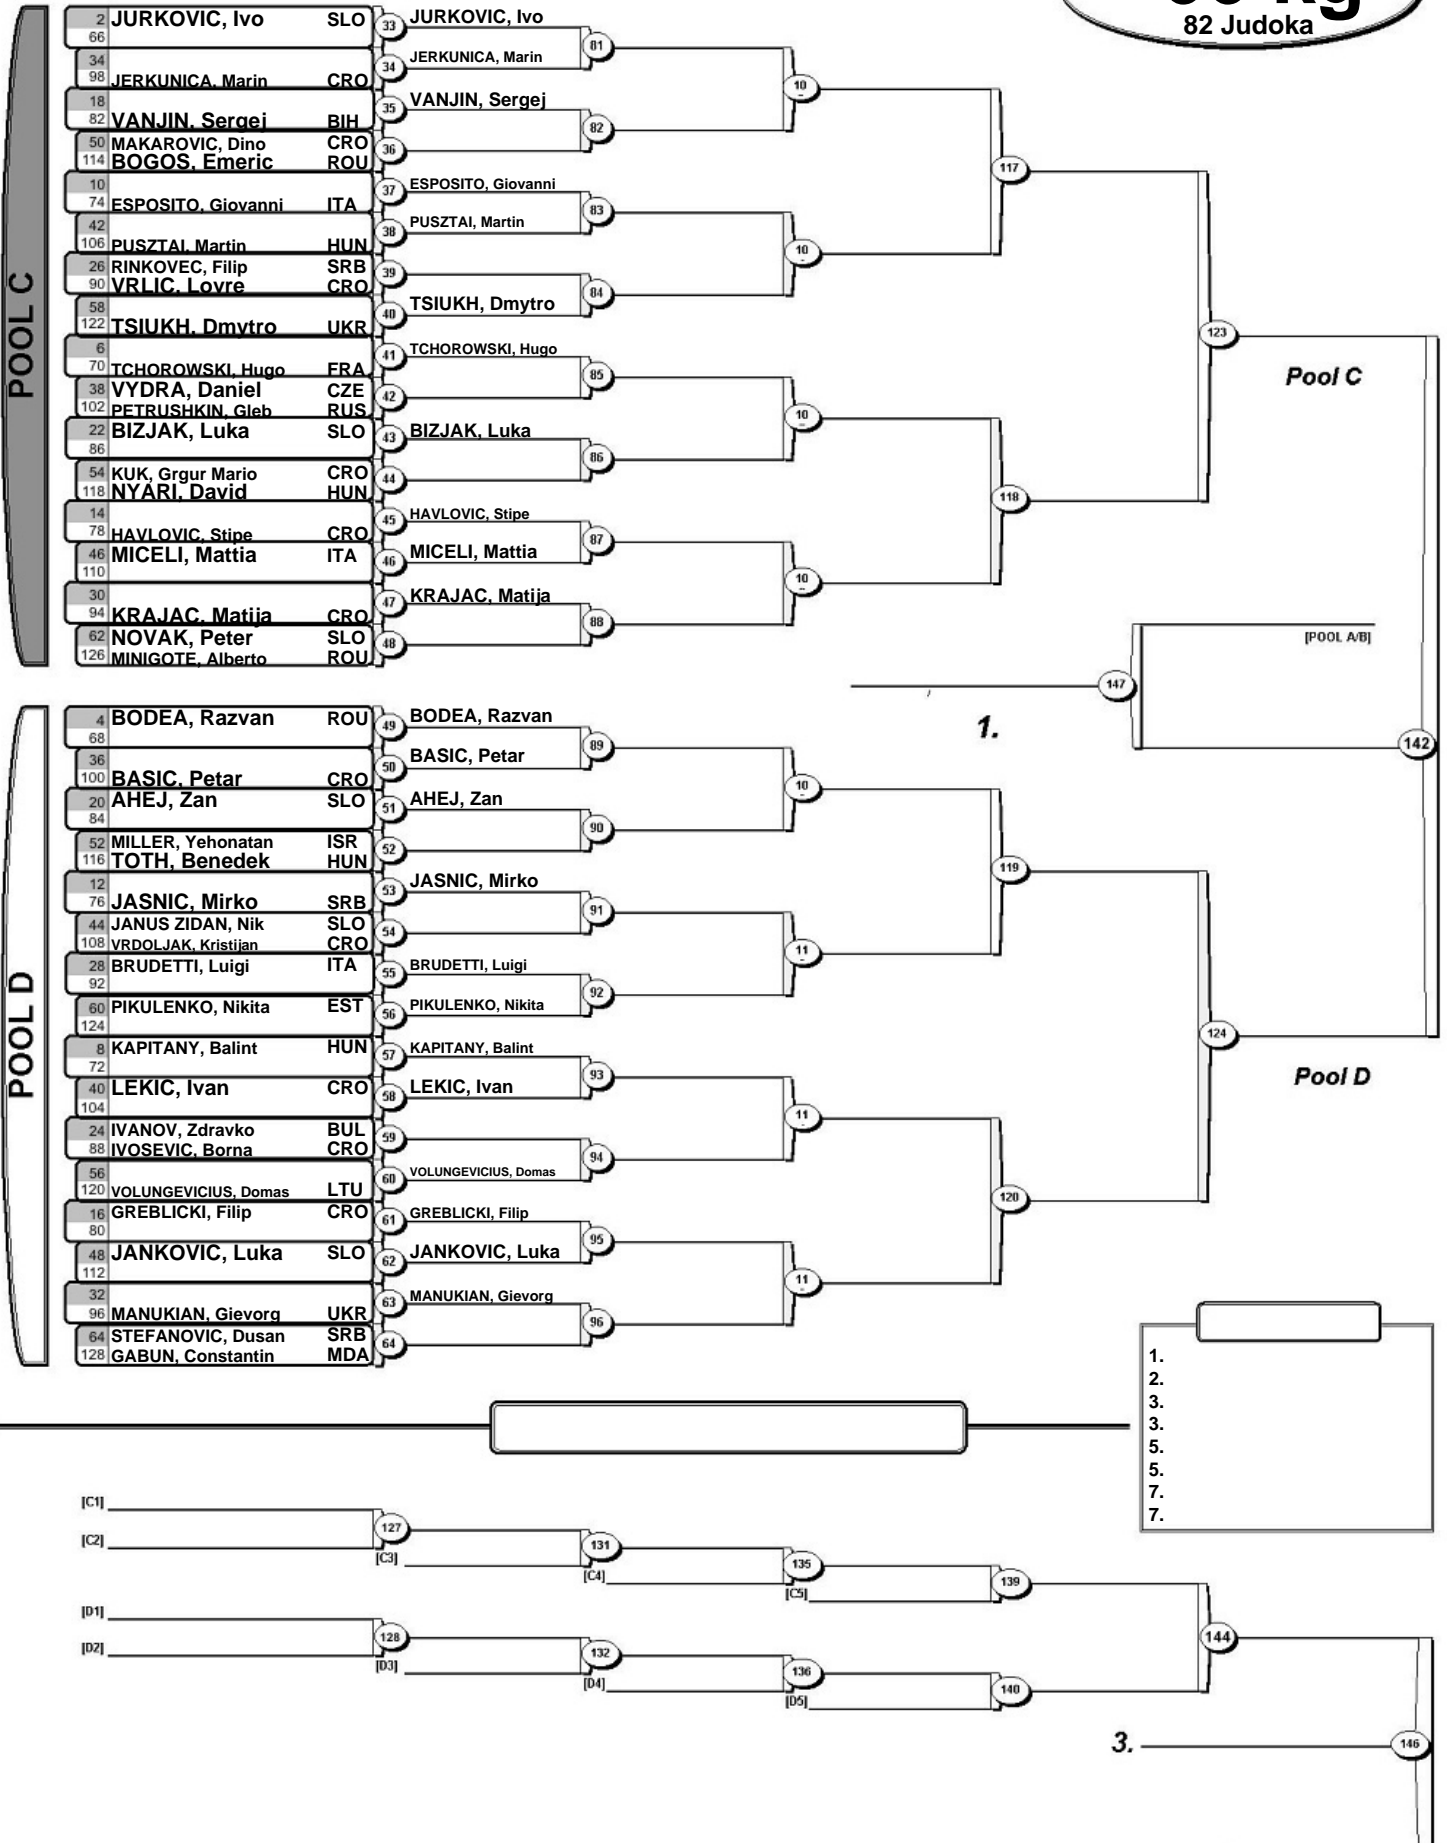 82 Judoka
POOL C
2 JURKOVIC, Ivo SLO 33 JURKOVIC, Ivo
66
81
34
98 JERKUNICA, Marin CRO 34 JERKUNICA, Marin
10
18
82 VANJIN, Sergej BIH 35 VANJIN, Sergej
82
50 MAKAROVIC, Dino CRO 36
114 BOGOS, Emeric ROU
117
10
74 ESPOSITO, Giovanni ITA 37 ESPOSITO, Giovanni
83
42
106 PUSZTAI, Martin HUN 38 PUSZTAI, Martin
10
26 RINKOVEC, Filip SRB 39
90 VRLIC, Lovre CRO
84
58
122 TSIUKH, Dmytro UKR 40 TSIUKH, Dmytro
123
6
70 TCHOROWSKI, Hugo FRA 41 TCHOROWSKI, Hugo
85
Pool C
38 VYDRA, Daniel CZE 42
102 PETRUSHKIN, Gleb RUS
10
22 BIZJAK, Luka SLO 43 BIZJAK, Luka
86
86
54 KUK, Grgur Mario CRO 44
118 NYARI, David HUN
118
14
78 HAVLOVIC, Stipe CRO 45 HAVLOVIC, Stipe
87
46 MICELI, Mattia ITA 46 MICELI, Mattia
110
10
30
94 KRAJAC, Matija CRO 47 KRAJAC, Matija
88
62 NOVAK, Peter SLO 48
126 MINIGOTE, Alberto ROU
[POOL A/B]
147
1.
142
POOL D
4 BODEA, Razvan ROU 49 BODEA, Razvan
68
89
36
100 BASIC, Petar CRO 50 BASIC, Petar
10
20 AHEJ, Zan SLO 51 AHEJ, Zan
84
90
52 MILLER, Yehonatan ISR 52
116 TOTH, Benedek HUN
119
12
76 JASNIC, Mirko SRB 53 JASNIC, Mirko
91
44 JANUS ZIDAN, Nik SLO 54
108 VRDOLJAK, Kristijan CRO
11
28 BRUDETTI, Luigi ITA 55 BRUDETTI, Luigi
92
92
60 PIKULENKO, Nikita EST 56 PIKULENKO, Nikita
124
124
8 KAPITANY, Balint HUN 57 KAPITANY, Balint
72
93
Pool D
40 LEKIC, Ivan CRO 58 LEKIC, Ivan
104
11
24 IVANOV, Zdravko BUL 59
88 IVOSEVIC, Borna CRO
94
56
120 VOLUNGEVICIUS, Domas LTU 60 VOLUNGEVICIUS, Domas
120
16 GREBLICKI, Filip CRO 61 GREBLICKI, Filip
80
95
48 JANKOVIC, Luka SLO 62 JANKOVIC, Luka
112
11
32
96 MANUKIAN, Gievorg UKR 63 MANUKIAN, Gievorg
96
64 STEFANOVIC, Dusan SRB 64
128 GABUN, Constantin MDA
1.
2.
3.
3.
5.
5.
7.
7.
[C1]
127
[C2]
[C3]
131
[C4]
135
[C5]
139
[D1]
128
[D2]
[D3]
132
[D4]
136
[D5]
140
144
3.
146